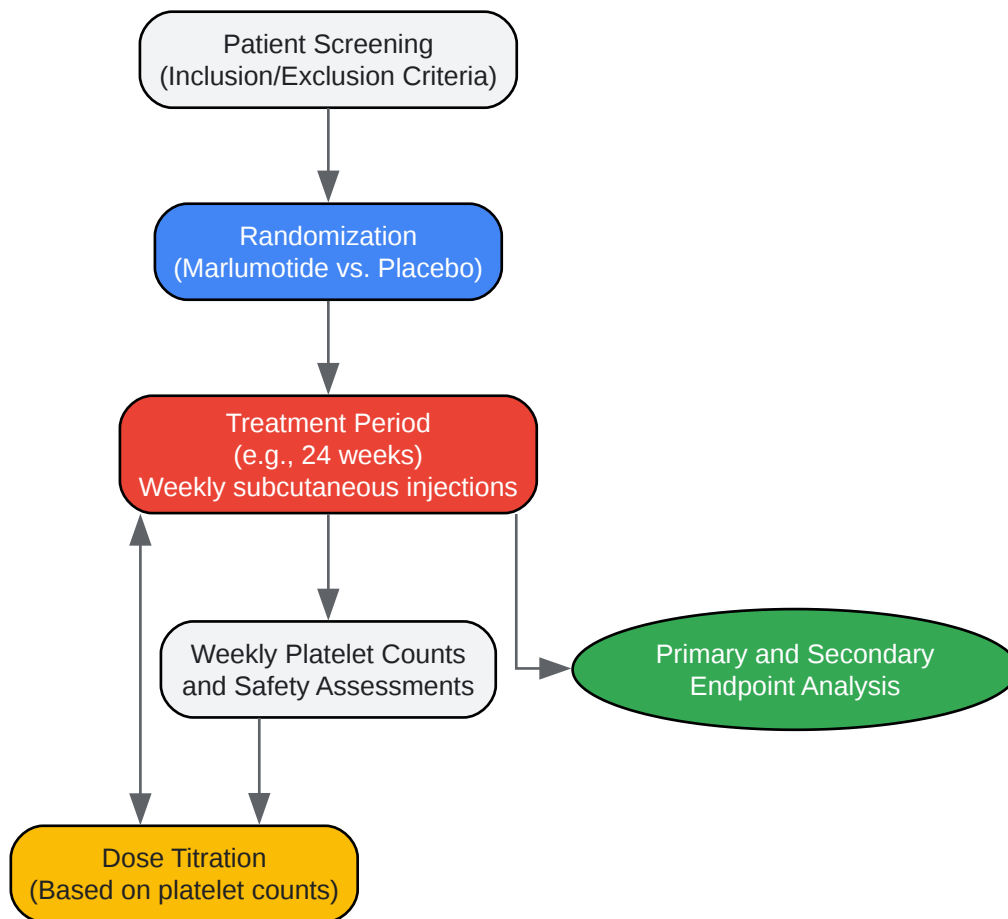 Patient Screening
(Inclusion/Exclusion Criteria)
Randomization
(Marlumotide vs. Placebo)
Treatment Period
(e.g., 24 weeks)
Weekly subcutaneous injections
Weekly Platelet Counts
and Safety Assessments
Primary and Secondary
Endpoint Analysis
Dose Titration
(Based on platelet counts)